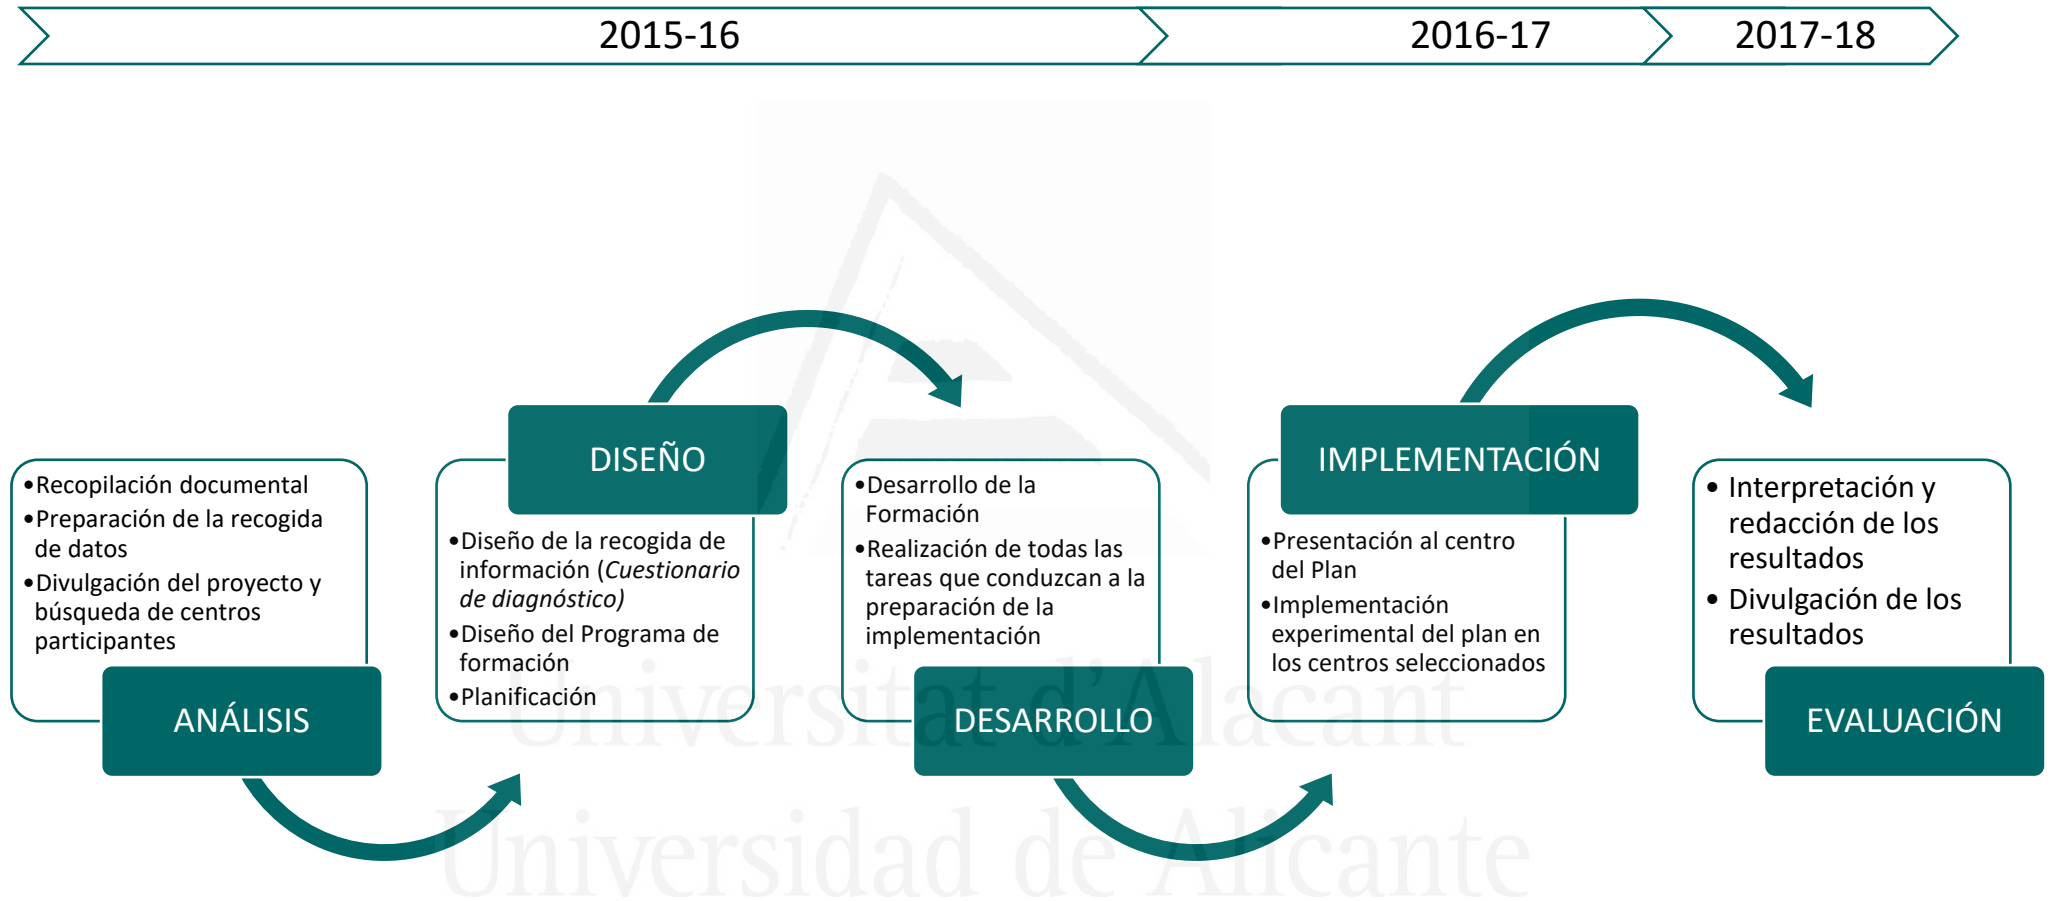 2015-16
2016-17
2017-18
•Recopilación documental
•Preparación de la recogida
de datos
•Divulgación del proyecto y
búsqueda de centros
participantes
ANÁLISIS
DISEÑO
•Diseño de la recogida de
información (Cuestionario
de diagnóstico)
•Diseño del Programa de
formación
•Planificación
•Desarrollo de la
Formación
•Realización de todas las
tareas que conduzcan a la
preparación de la
implementación
DESARROLLO
IMPLEMENTACIÓN
•Presentación al centro
del Plan
•Implementación
experimental del plan en
los centros seleccionados
• Interpretación y
redacción de los
resultados
• Divulgación de los
resultados
EVALUACIÓN
Universitat d'Alacant
Universidad de Alicante